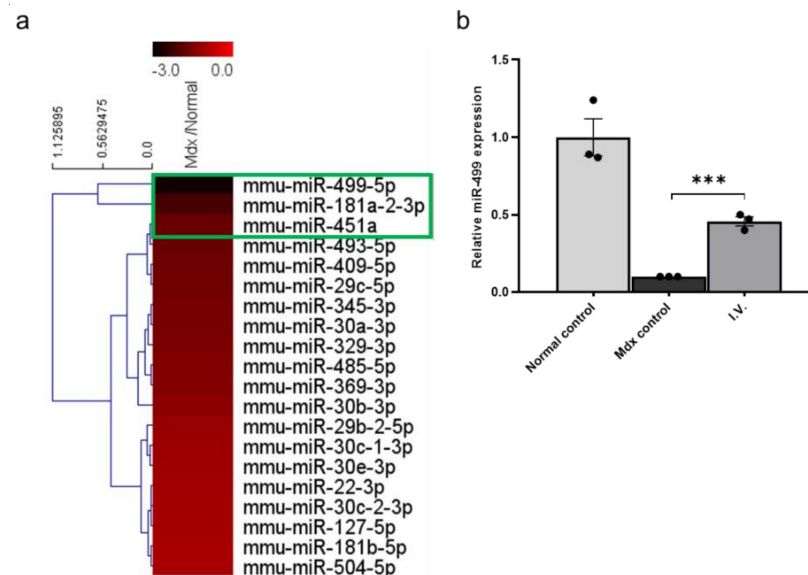 a
-3.0 0.0
1.125895
0.5629475
0.0
Mdx /Normal
mmu-miR-499-5p
mmu-miR-181a-2-3p
mmu-miR-451a
mmu-miR-493-5p
mmu-miR-409-5p
mmu-miR-29c-5p
mmu-miR-345-3p
mmu-miR-30a-3p
mmu-miR-329-3p
mmu-miR-485-5p
mmu-miR-369-3p
mmu-miR-30b-3p
mmu-miR-29b-2-5p
mmu-miR-30c-1-3p
mmu-miR-30e-3p
mmu-miR-22-3p
mmu-miR-30c-2-3p
mmu-miR-127-5p
mmu-miR-181b-5p
mmu-miR-504-5p
b
Relative miR-499 expression
1.5
1.0
0.5
0.0
***
Normal control
Mdx control
I.V.